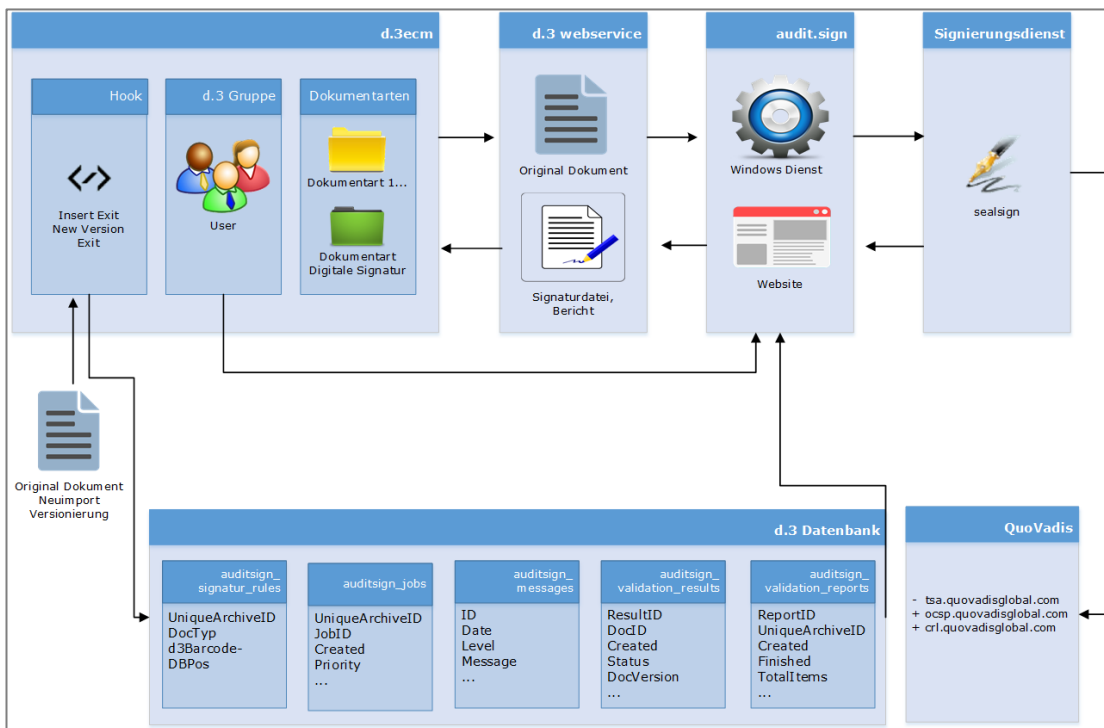 d.3ecm
Hook
Insert Exit
New Version
Exit
d.3 Gruppe
User
Dokumentarten
Dokumentart 1...
Dokumentart
Digitale Signatur
d.3 webservice
Original Dokument
Signaturdatei,
Bericht
audit.sign
Windows Dienst
Website
Signierungsdienst
sealsign
Original Dokument
Neuimport
Versionierung
d.3 Datenbank
auditsign_
signatur_rules
UniqueArchiveID
DocTyp
d3Barcode-
DBPos
auditsign_jobs
UniqueArchiveID
JobID
Created
Priority
...
auditsign_
messages
ID
Date
Level
Message
...
auditsign_
validation_results
ResultID
DocID
Created
Status
DocVersion
...
auditsign_
validation_reports
ReportID
UniqueArchiveID
Created
Finished
TotalItems
...
QuoVadis
- tsa.quovadisglobal.com
+ ocsp.quovadisglobal.com
+ crl.quovadisglobal.com